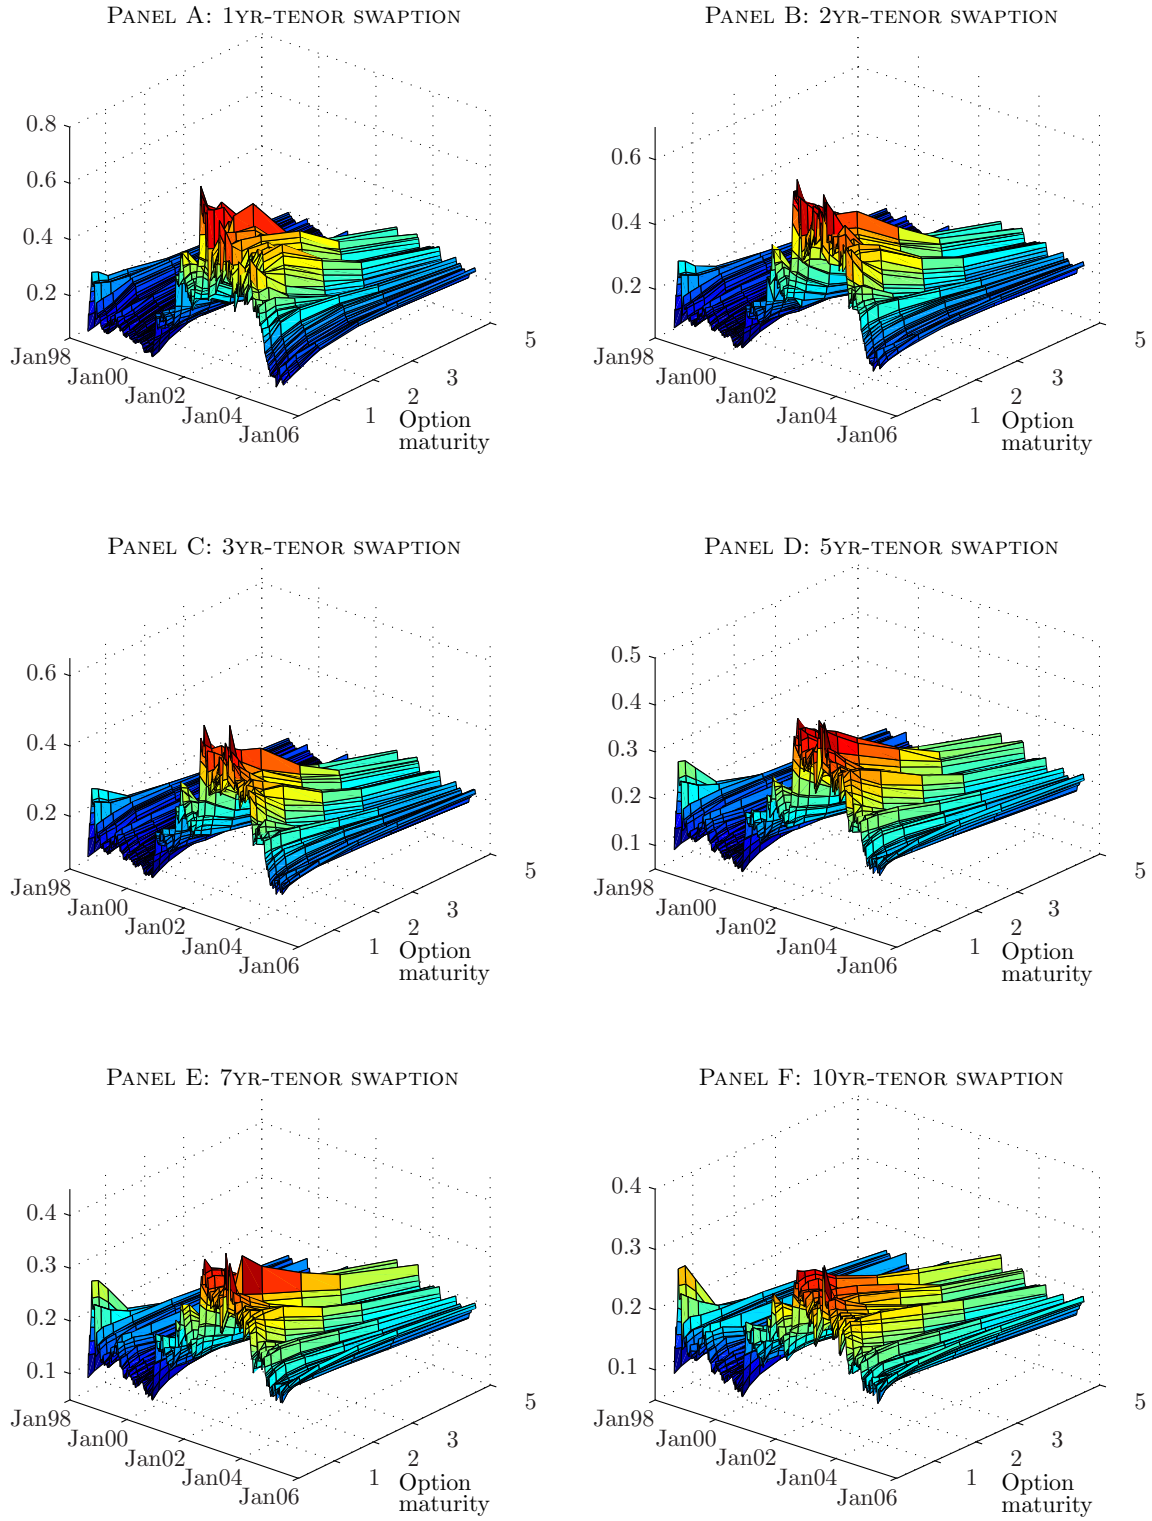 PANEL A: 1YR-TENOR SWAPTION
0.8
0.6
0.4
0.2
Jan98
Jan00
Jan02
Jan04
Jan06
1
2
3
5
Option
maturity
PANEL B: 2YR-TENOR SWAPTION
0.6
0.4
0.2
Jan98
Jan00
Jan02
Jan04
Jan06
1
2
3
5
Option
maturity
PANEL C: 3YR-TENOR SWAPTION
0.6
0.4
0.2
Jan98
Jan00
Jan02
Jan04
Jan06
1
2
3
5
Option
maturity
PANEL D: 5YR-TENOR SWAPTION
0.5
0.4
0.3
0.2
0.1
Jan98
Jan00
Jan02
Jan04
Jan06
1
2
3
5
Option
maturity
PANEL E: 7YR-TENOR SWAPTION
0.4
0.3
0.2
0.1
Jan98
Jan00
Jan02
Jan04
Jan06
1
2
3
5
Option
maturity
PANEL F: 10YR-TENOR SWAPTION
0.4
0.3
0.2
0.1
Jan98
Jan00
Jan02
Jan04
Jan06
1
2
3
5
Option
maturity